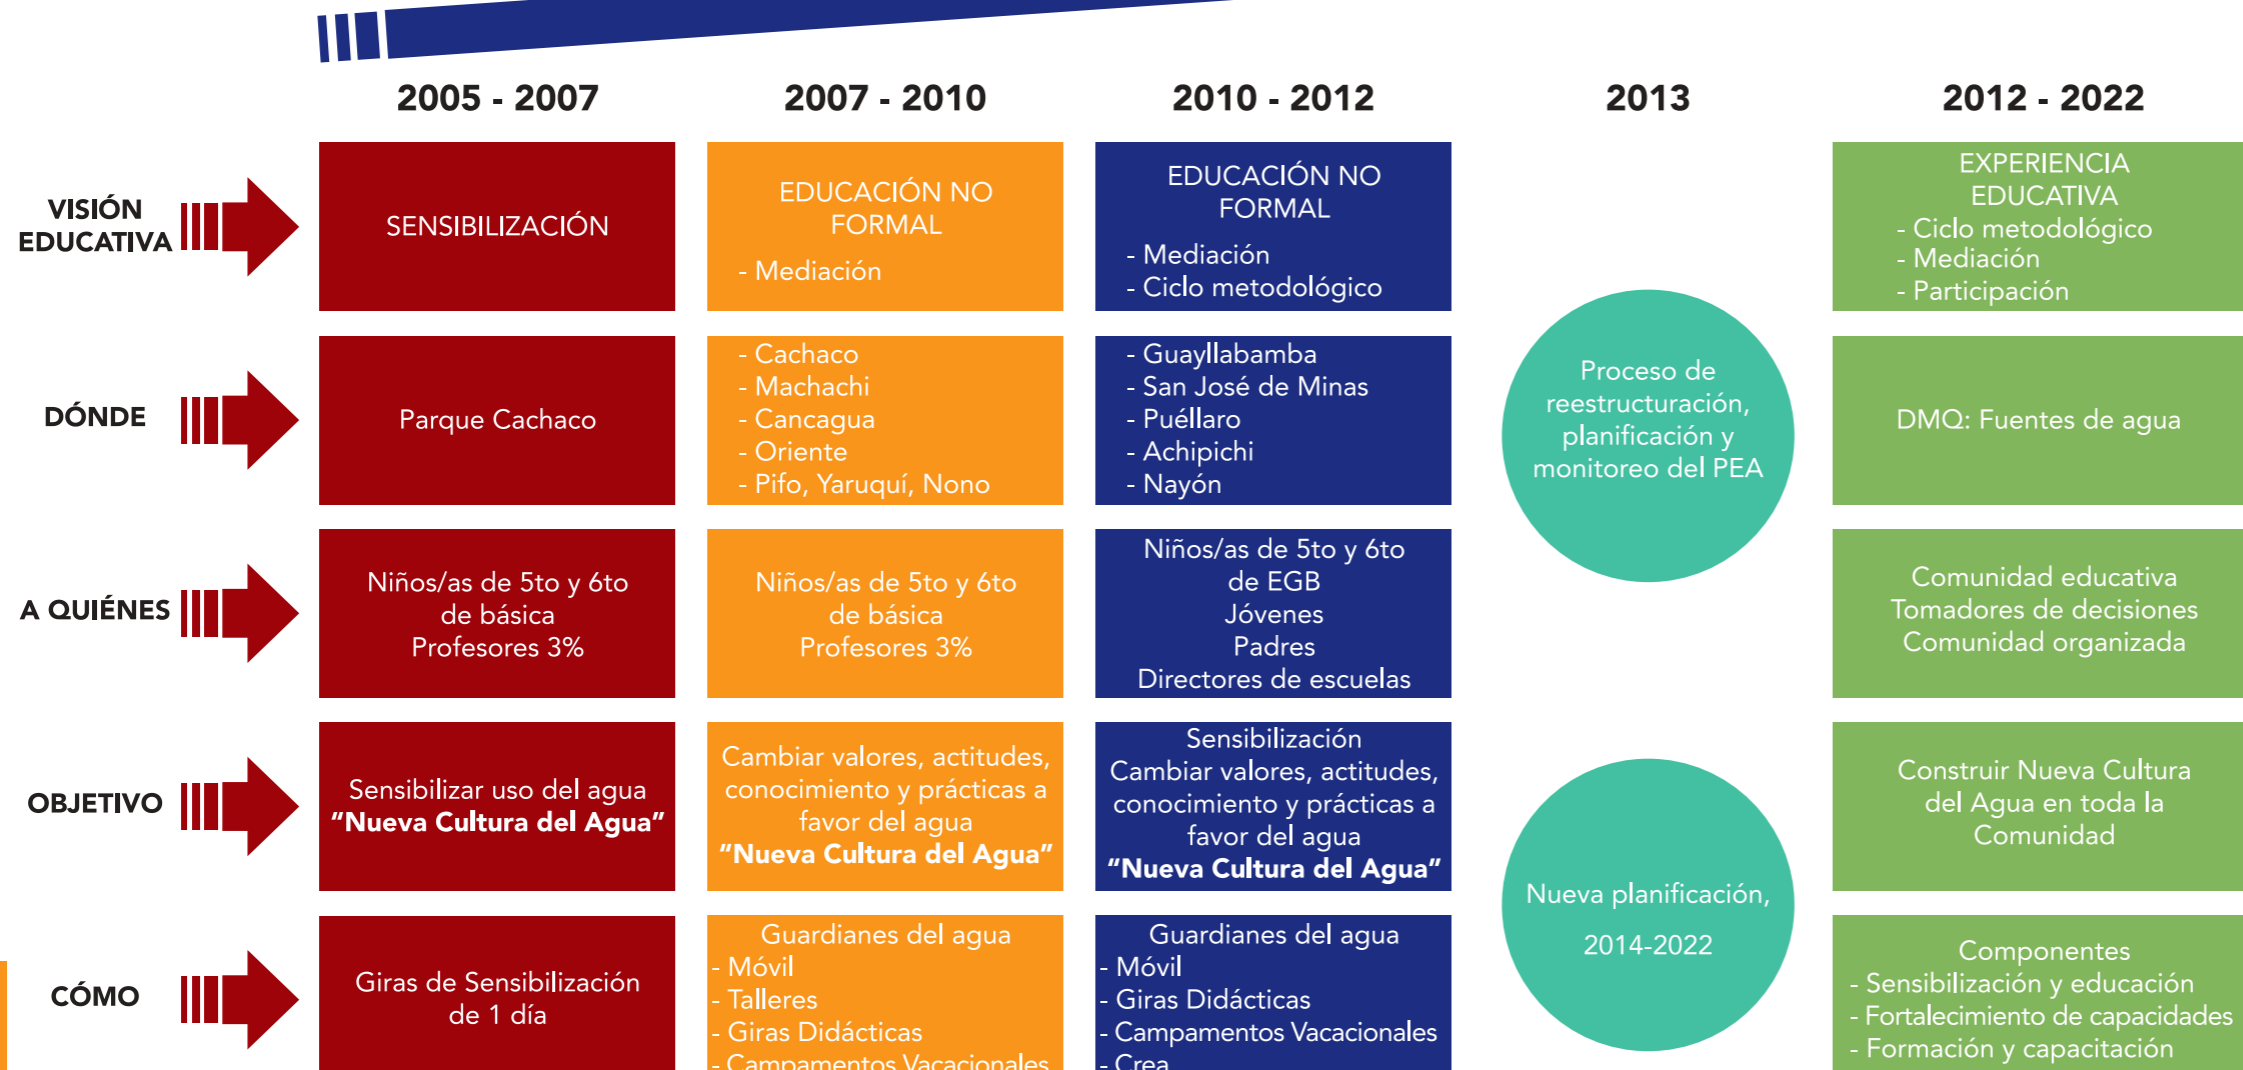 2005 - 2007
2007 - 2010
2010 - 2012
2013
2012 - 2022
VISIÓN
EDUCATIVA
SENSIBILIZACIÓN
EDUCACIÓN NO
FORMAL
- Mediación
EDUCACIÓN NO
FORMAL
- Mediación
- Ciclo metodológico
EXPERIENCIA
EDUCATIVA
- Ciclo metodológico
- Mediación
- Participación
DÓNDE
Parque Cachaco
- Cachaco
- Machachi
- Cancagua
- Oriente
- Pifo, Yaruquí, Nono
- Guayllabamba
- San José de Minas
- Puéllaro
- Achipichi
- Nayón
Proceso de
reestructuración,
planificación y
monitoreo del PEA
DMQ: Fuentes de agua
A QUIÉNES
Niños/as de 5to y 6to
de básica
Profesores 3%
Niños/as de 5to y 6to
de básica
Profesores 3%
Niños/as de 5to y 6to
de EGB
Jóvenes
Padres
Directores de escuelas
Comunidad educativa
Tomadores de decisiones
Comunidad organizada
OBJETIVO
Sensibilizar uso del agua
“Nueva Cultura del Agua”
Cambiar valores, actitudes,
conocimiento y prácticas a
favor del agua
“Nueva Cultura del Agua”
Sensibilización
Cambiar valores, actitudes,
conocimiento y prácticas a
favor del agua
“Nueva Cultura del Agua”
Nueva planificación,
2014-2022
Construir Nueva Cultura
del Agua en toda la
Comunidad
CÓMO
Giras de Sensibilización
de 1 día
Guardianes del agua
- Móvil
- Talleres
- Giras Didácticas
- Campamentos Vacacionales
Guardianes del agua
- Móvil
- Giras Didácticas
- Campamentos Vacacionales
- Crea
Componentes
- Sensibilización y educación
- Fortalecimiento de capacidades
- Formación y capacitación